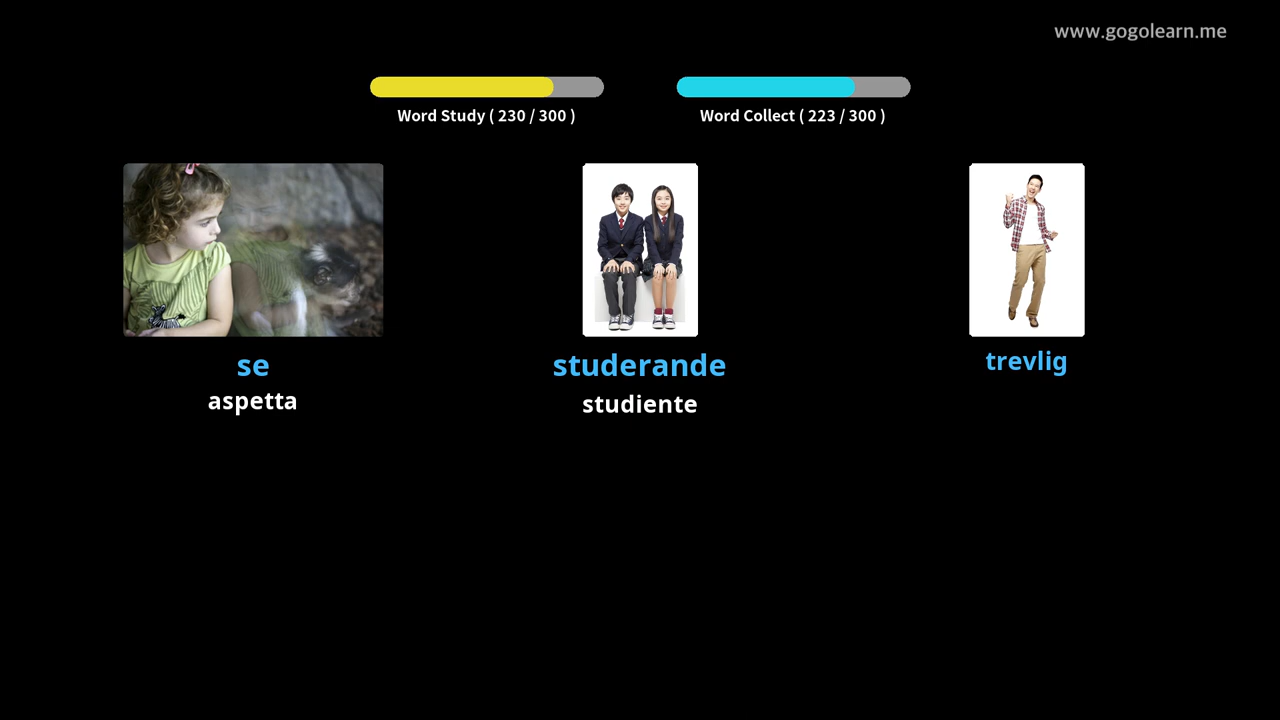 www.gogolearn.me
Word Study ( 230 / 300 )
Word Collect ( 223 / 300 )
se
aspetta
studerande
studiente
trevlig